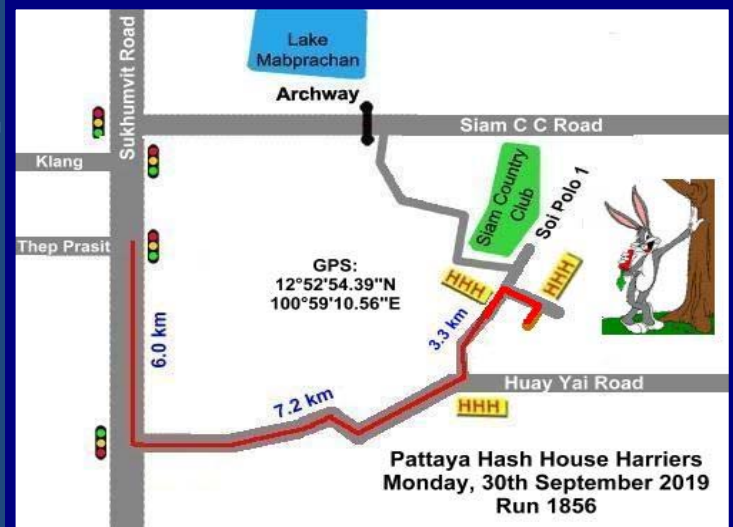 Lake
Mabprachan
Archway
Sukhumvit Road
Siam C C Road
Klang
Siam Country
Club
Soi Polo 1
Thep Prasit
GPS:
12°52'54.39"N
100°59'10.56"E
HHH
HHH
6.0 km
3.3 km
7.2 km
Huay Yai Road
HHH
Pattaya Hash House Harriers
Monday, 30th September 2019
Run 1856